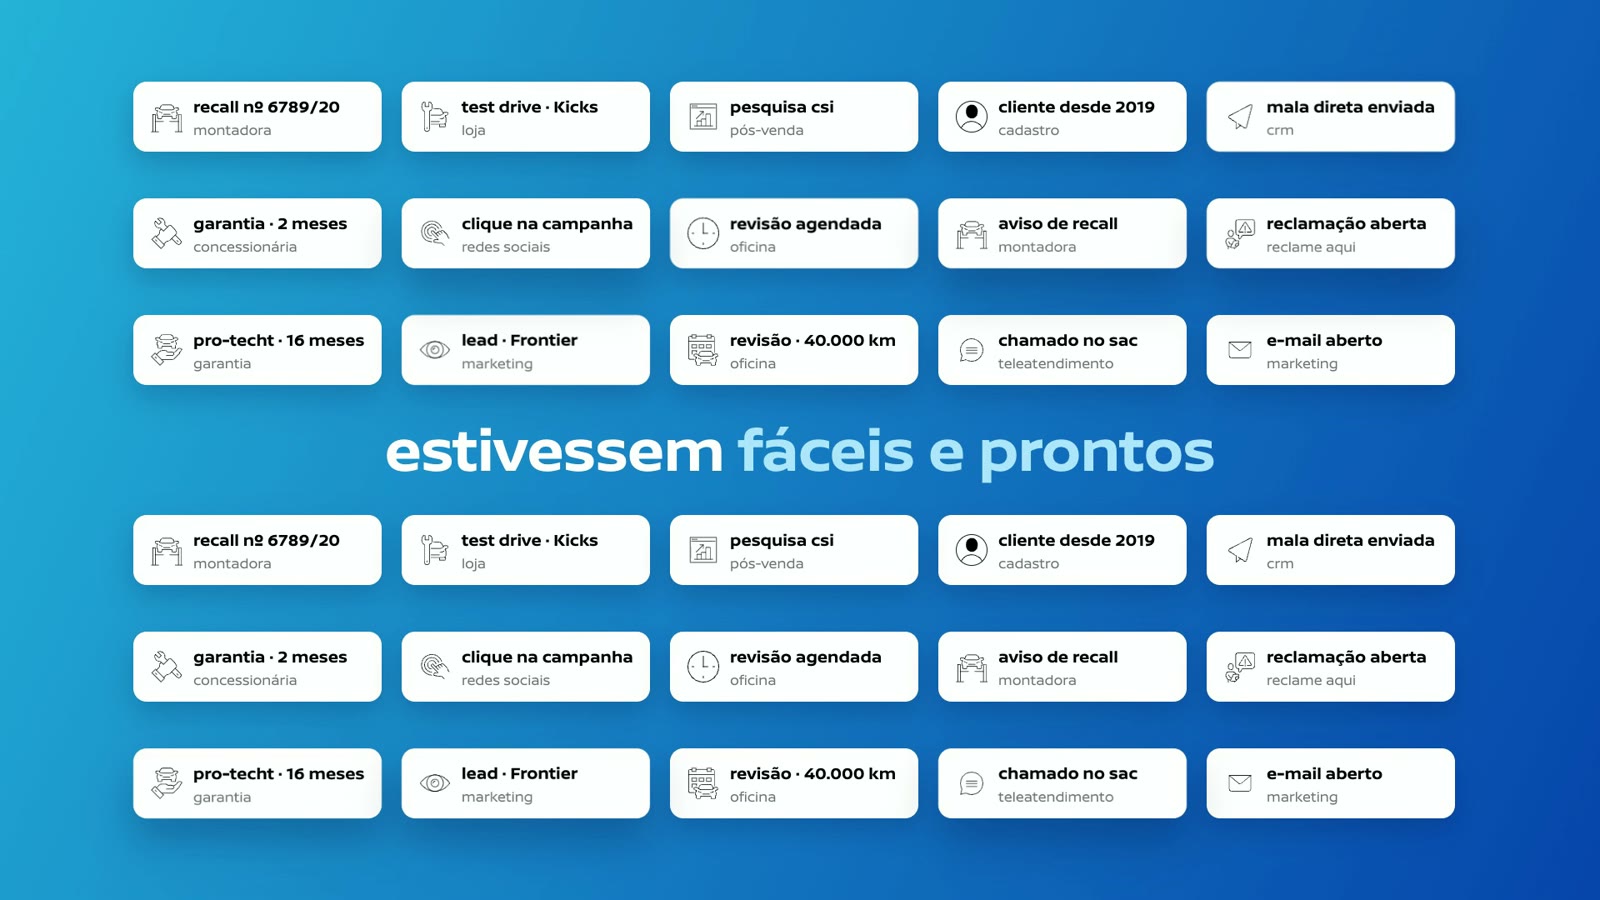 recall nº 6789/20
montadora
test drive · Kicks
loja
pesquisa csi
pós-venda
cliente desde 2019
cadastro
mala direta enviada
crm
garantia · 2 meses
concessionária
clique na campanha
redes sociais
revisão agendada
oficina
aviso de recall
montadora
reclamação aberta
reclame aqui
pro-techt · 16 meses
garantia
lead · Frontier
marketing
revisão · 40.000 km
oficina
chamado no sac
teleatendimento
e-mail aberto
marketing
estivessem fáceis e prontos
recall nº 6789/20
montadora
test drive · Kicks
loja
pesquisa csi
pós-venda
cliente desde 2019
cadastro
mala direta enviada
crm
garantia · 2 meses
concessionária
clique na campanha
redes sociais
revisão agendada
oficina
aviso de recall
montadora
reclamação aberta
reclame aqui
pro-techt · 16 meses
garantia
lead · Frontier
marketing
revisão · 40.000 km
oficina
chamado no sac
teleatendimento
e-mail aberto
marketing